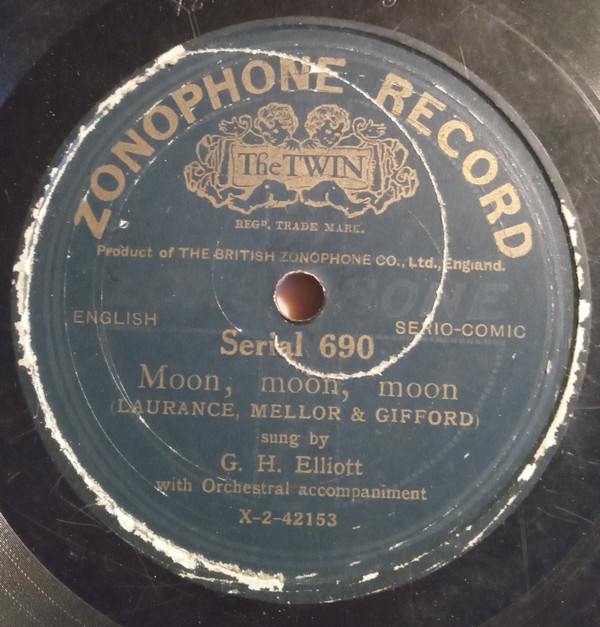 ZONOPHONE RECORD
The TWIN
REGD. TRADE MARK.
Product of THE BRITISH ZONOPHONE CO., Ltd., England.
ENGLISH
SERIO-COMIC
Serial 690
Moon, moon, moon
(LAURANCE, MELLOR & GIFFORD)
sung by
G. H. Elliott
with Orchestral accompaniment
X-2-42153